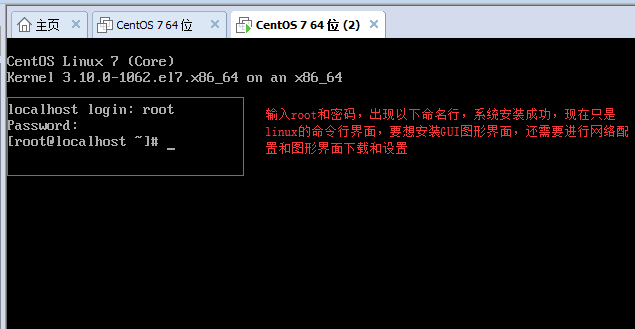 主页 CentOS 7 64 位 CentOS 7 64 位 (2)
CentOS Linux 7 (Core)
Kernel 3.10.0-1062.el7.x86_64 on an x86_64
localhost login: root
Password:
[root@localhost ~]# _
输入root和密码，出现以下命名行，系统安装成功，现在只是
linux的命令行界面，要想安装GUI图形界面，还需要进行网络配
置和图形界面下载和设置